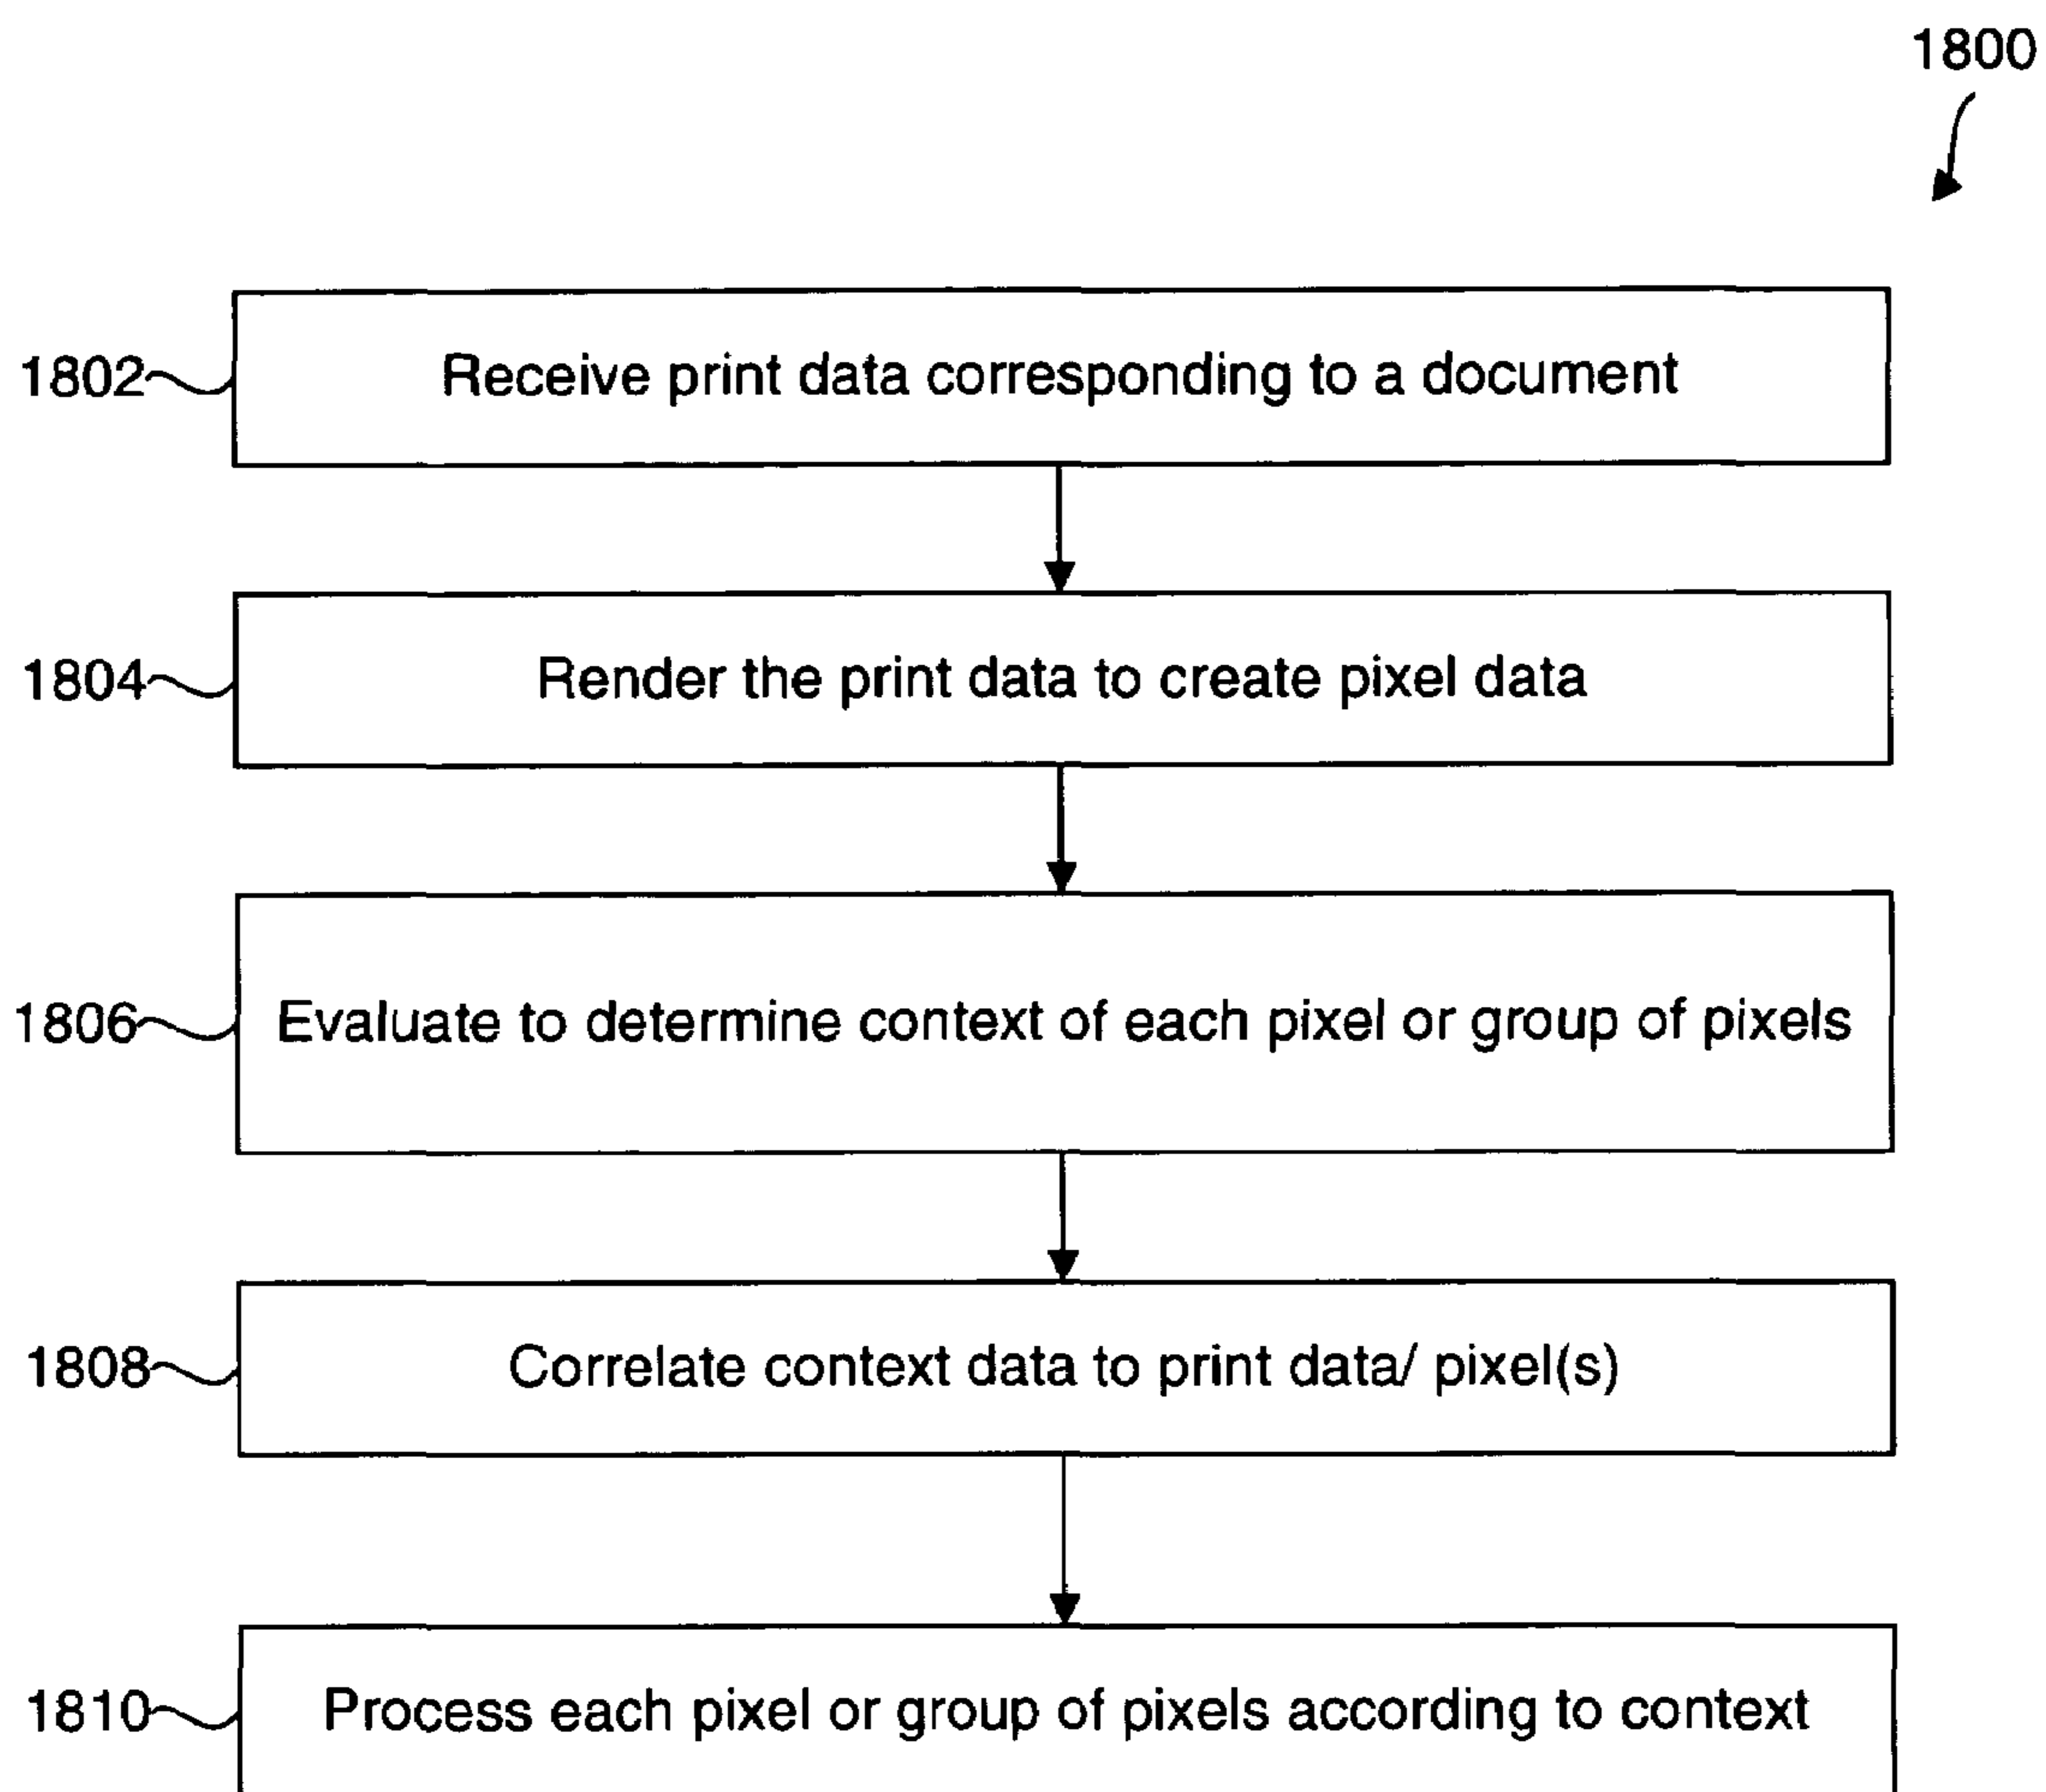 1800
1802
Receive print data corresponding to a document
1804
Render the print data to create pixel data
1806
Evaluate to determine context of each pixel or group of pixels
1808
Correlate context data to print data/ pixel(s)
1810
Process each pixel or group of pixels according to context